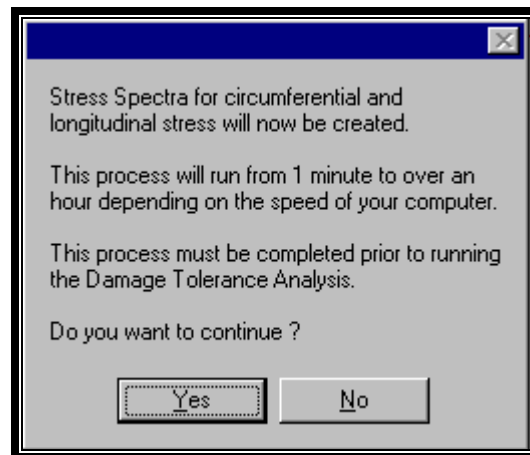 Stress Spectra for circumferential and
longitudinal stress will now be created.
This process will run from 1 minute to over an
hour depending on the speed of your computer.
This process must be completed prior to running
the Damage Tolerance Analysis.
Do you want to continue ?
Yes No